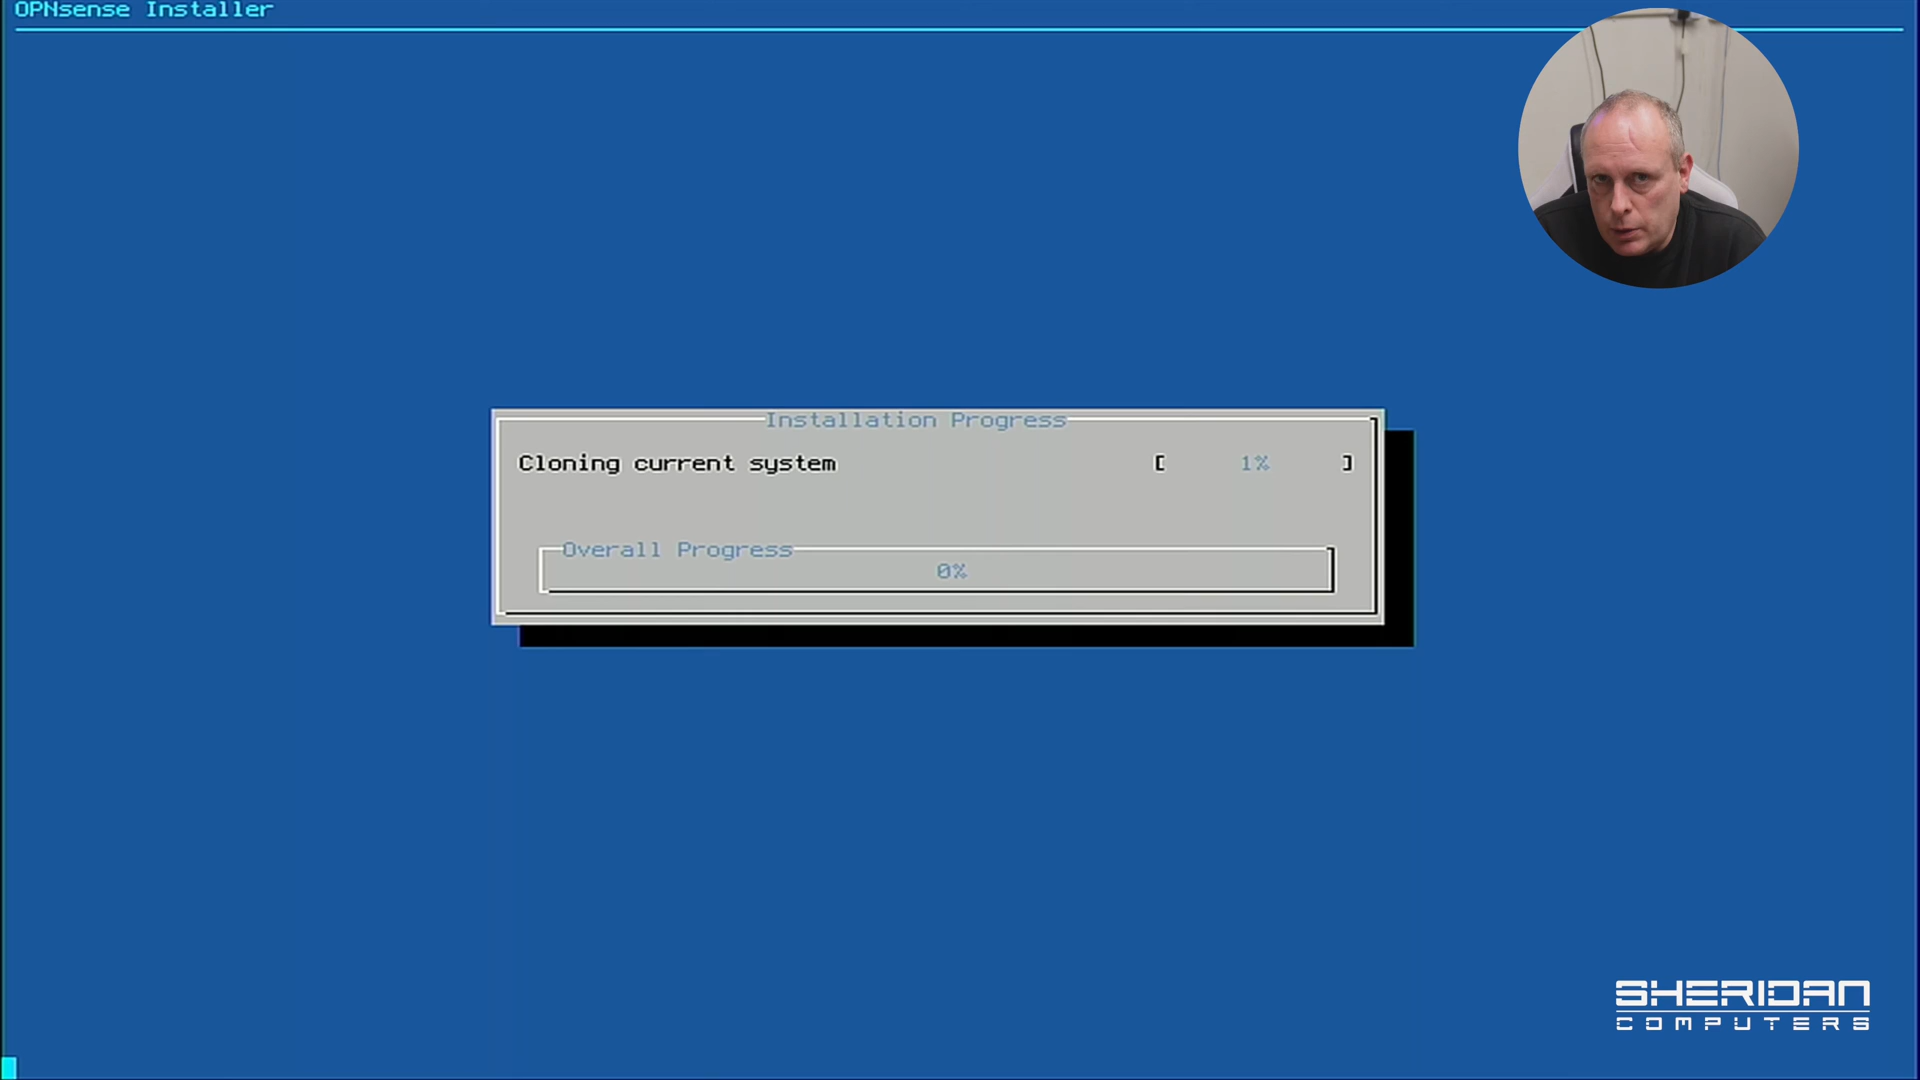 OPNsense Installer
Installation Progress
Cloning current system [ 1% ]
Overall Progress
0%
SHERIDAN
COMPUTERS